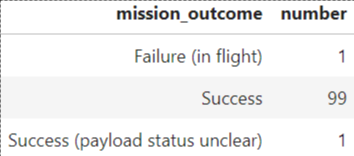 mission_outcome number
Failure (in flight) 1
Success 99
Success (payload status unclear) 1